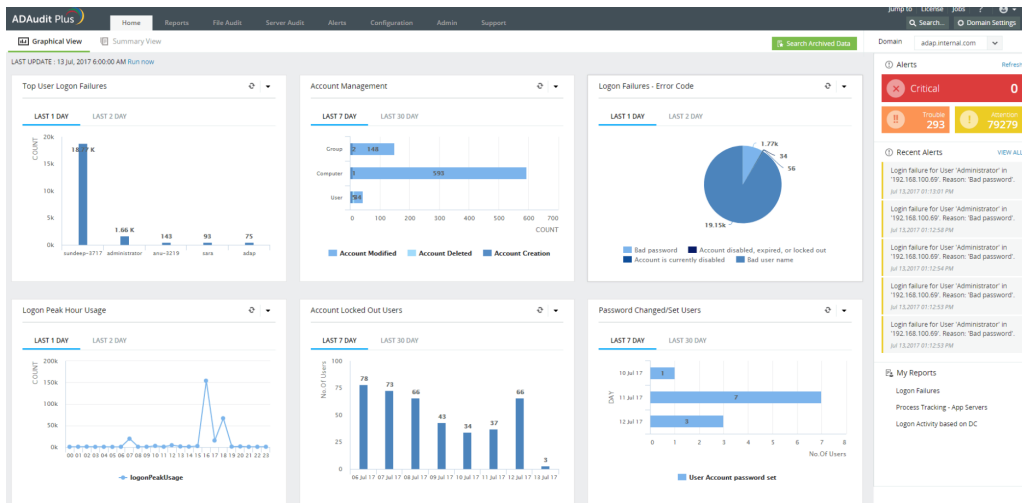 ADAudit Plus
Home Reports File Audit Server Audit Alerts Configuration Admin Support
Jump to License Jobs ?
Search... Domain Settings
Graphical View Summary View
Search Archived Data
Domain adap.internal.com
LAST UPDATE : 13 Jul, 2017 6:00:00 AM Run now
Top User Logon Failures
LAST 1 DAY LAST 2 DAY
COUNT
20k
15k
10k
5k
0k
1.66 K
143
93
75
sundeep-3717 administrator anu-3219 sara adap
Account Management
LAST 7 DAY LAST 30 DAY
Group 2 148
Computer 593
User
0 100 200 300 400 500 600 700
COUNT
Account Modified Account Deleted Account Creation
Logon Failures - Error Code
LAST 1 DAY LAST 2 DAY
1.72k
34
56
19.15k
Bad password Account disabled, expired, or locked out
Account is currently disabled Bad user name
Logon Peak Hour Usage
LAST 1 DAY LAST 2 DAY
COUNT
200k
150k
100k
50k
0k
00 01 02 03 04 05 06 07 08 09 10 11 12 13 14 15 16 17 18 19 20 21 22 23
logonPeakUsage
Account Locked Out Users
LAST 7 DAY LAST 30 DAY
No.Of Users
100
75
50
25
0
78
73
66
43
34
37
66
3
06 Jul 17 07 Jul 17 08 Jul 17 09 Jul 17 10 Jul 17 11 Jul 17 12 Jul 17 13 Jul 17
Password Changed/Set Users
LAST 7 DAY LAST 30 DAY
DAY
10 Jul 17 1
11 Jul 17 7
12 Jul 17 3
0 1 2 3 4 5 6 7 8
No.Of Users
User Account password set
Alerts Refresh
Critical 0
Trouble 293
Attention 79279
Recent Alerts VIEW ALL
Login failure for User 'Administrator' in
'192.168.100.69'. Reason: 'Bad password'.
Jul 13,2017 01:13:01 PM
Logon failure for User 'Administrator' in
'192.168.100.69'. Reason: 'Bad password'.
Jul 13,2017 01:12:58 PM
Login failure for User 'Administrator' in
'192.168.100.69'. Reason: 'Bad password'.
Jul 13,2017 01:12:54 PM
Logon failure for User 'Administrator' in
'192.168.100.69'. Reason: 'Bad password'.
Jul 13,2017 01:12:53 PM
Login failure for User 'Administrator' in
'192.168.100.69'. Reason: 'Bad password'.
Jul 13,2017 01:12:53 PM
My Reports
Logon Failures
Process Tracking - App Servers
Logon Activity based on DC